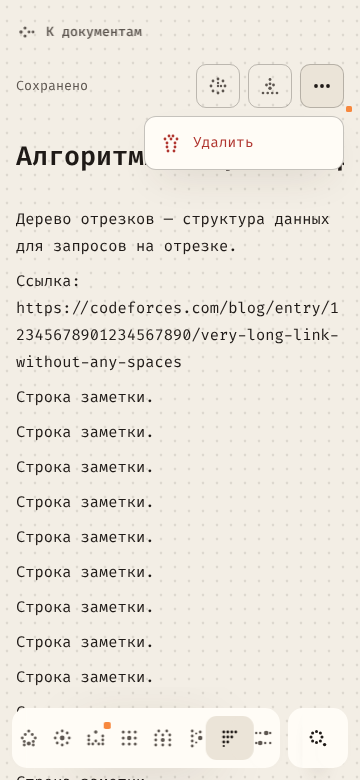 К документам
Сохранено
Удалить
Алгоритм
Дерево отрезков — структура данных
для запросов на отрезке.
Ссылка:
https://codeforces.com/blog/entry/1
2345678901234567890/very-long-link-
without-any-spaces
Строка заметки.
Строка заметки.
Строка заметки.
Строка заметки.
Строка заметки.
Строка заметки.
Строка заметки.
Строка заметки.
Строка заметки.